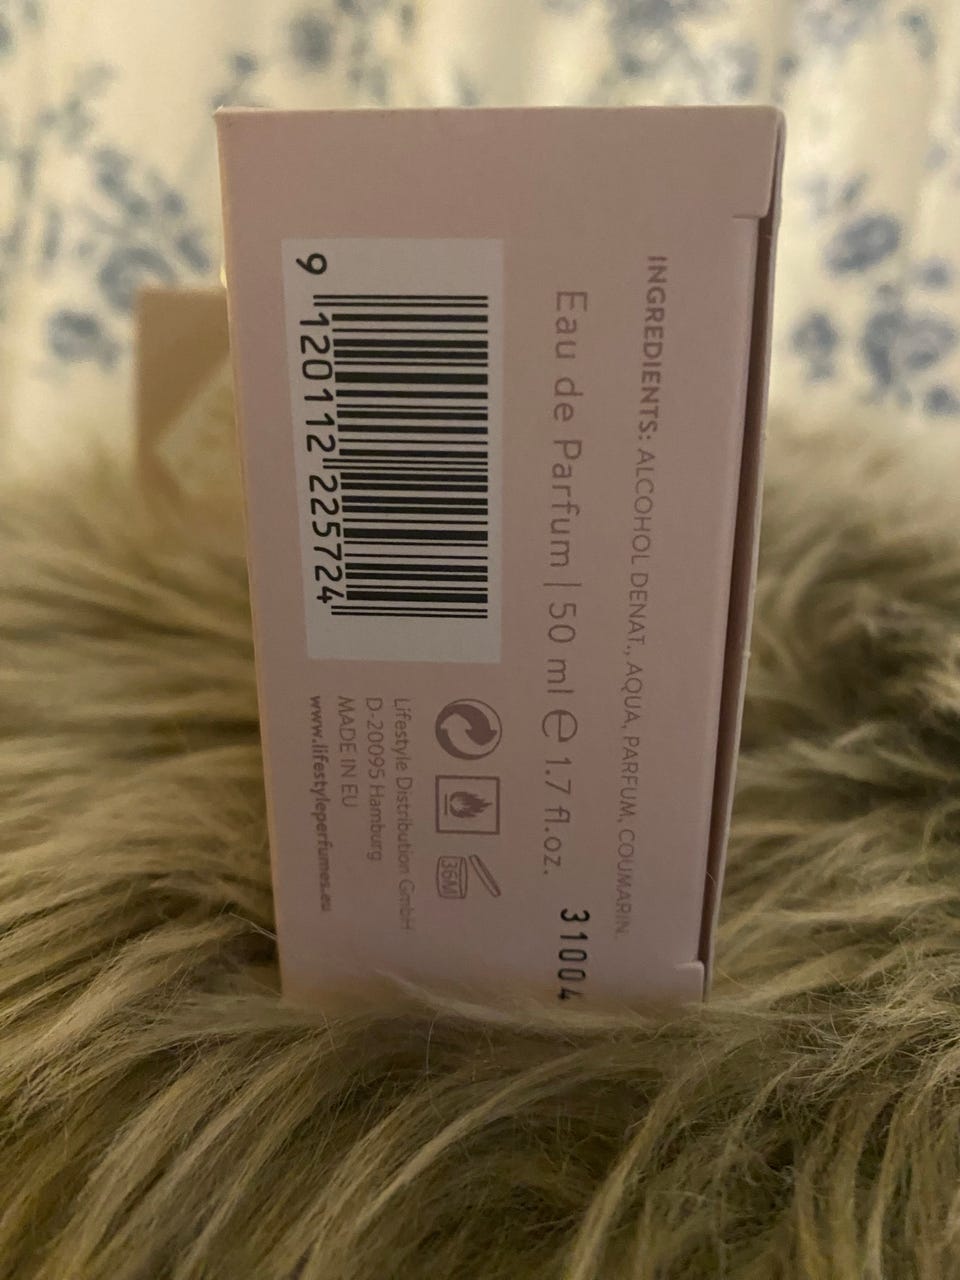 INGREDIENTS: ALCOHOL DENAT., AQUA, PARFUM, COUMARIN.
Eau de Parfum | 50 ml ℮ 1.7 fl.oz.
31004
9 120112 225724
36M
Lifestyle Distribution GmbH
D-20095 Hamburg
MADE IN EU
www.lifestyleperfumes.eu